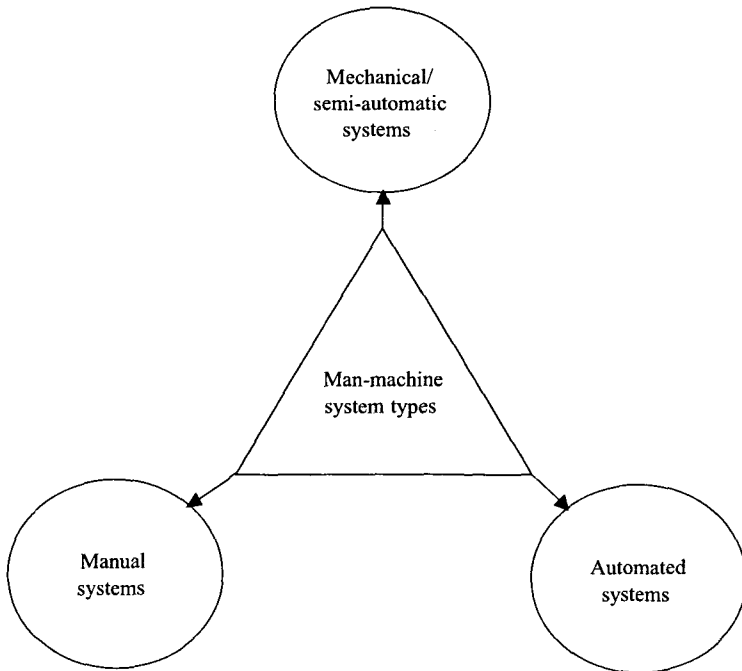 Mechanical/
semi-automatic
systems
Man-machine
system types
Manual
systems
Automated
systems